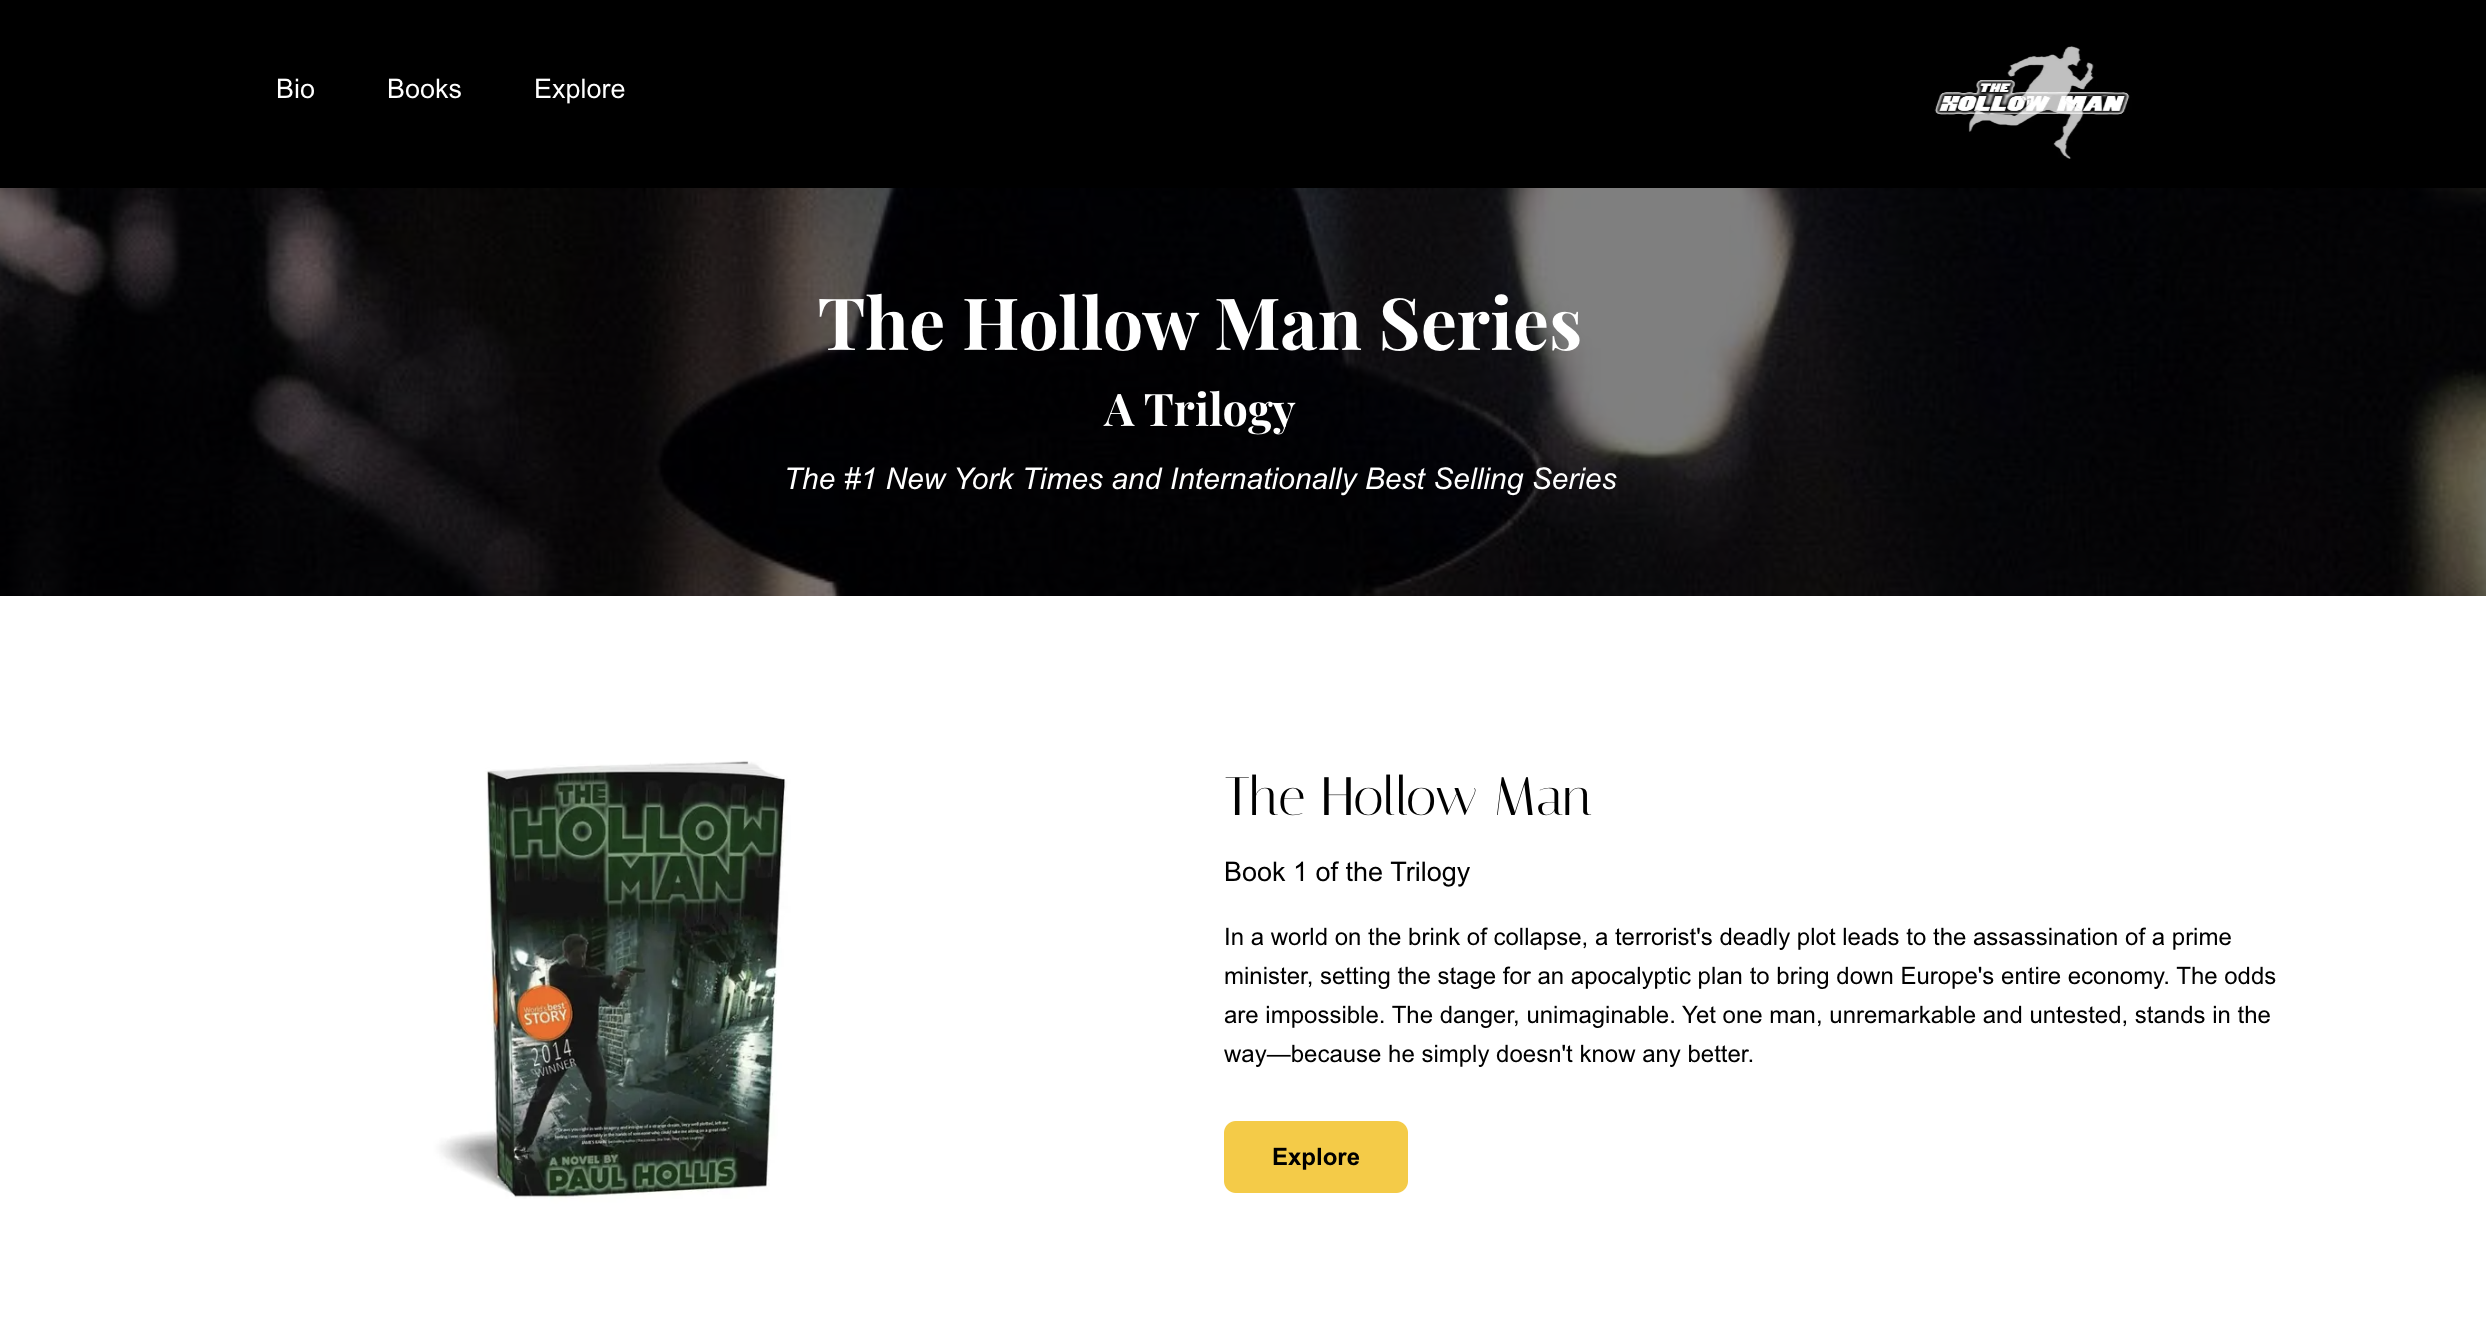 Bio
Books
Explore
THE
HOLLOW MAN
The Hollow Man Series
A Trilogy
The #1 New York Times and Internationally Best Selling Series
THE
HOLLOW
MAN
World's best
STORY
2014
WINNER
A NOVEL BY
PAUL HOLLIS
The Hollow Man
Book 1 of the Trilogy
In a world on the brink of collapse, a terrorist's deadly plot leads to the assassination of a prime
minister, setting the stage for an apocalyptic plan to bring down Europe's entire economy. The odds
are impossible. The danger, unimaginable. Yet one man, unremarkable and untested, stands in the
way—because he simply doesn't know any better.
Explore